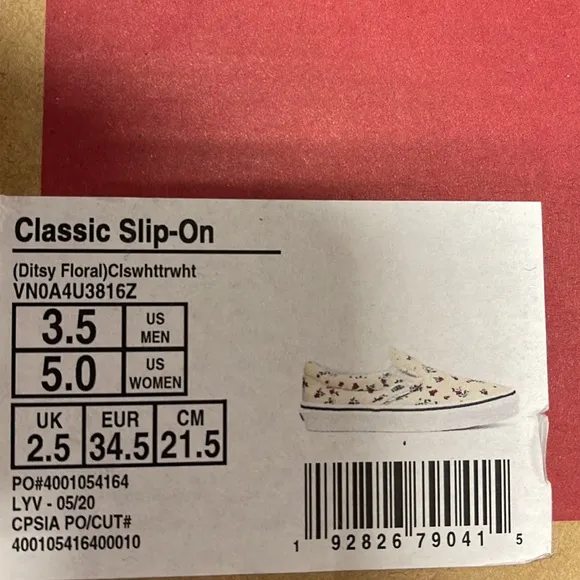 Classic Slip-On
(Ditsy Floral)Clswhttrwht
VN0A4U3816Z
3.5 US MEN
5.0 US WOMEN
UK EUR CM
2.5 34.5 21.5
PO#4001054164
LYV - 05/20
CPSIA PO/CUT#
400105416400010
1 92826 79041 5